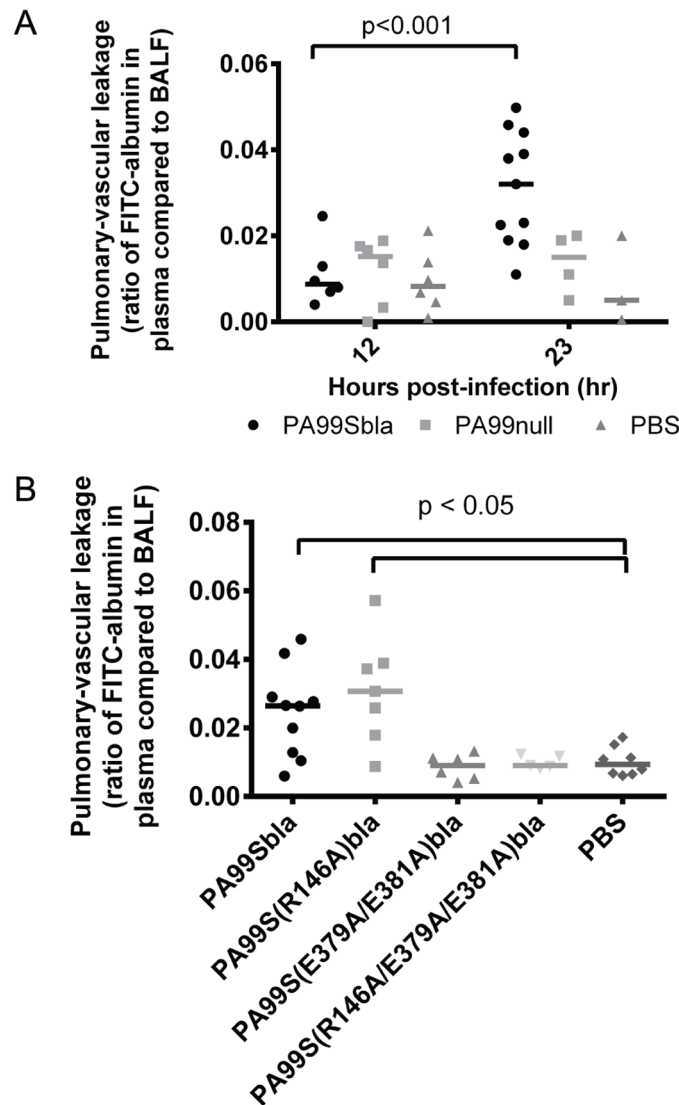 A
p<0.001
Pulmonary-vascular leakage
(ratio of FITC-albumin in
plasma compared to BALF)
0.06
0.04
0.02
0.00
12
23
Hours post-infection (hr)
PA99Sbla
PA99null
PBS
B
p < 0.05
Pulmonary-vascular leakage
(ratio of FITC-albumin in
plasma compared to BALF)
0.08
0.06
0.04
0.02
0.00
PA99Sbla
PA99S(R146A)bla
PA99S(E379A/E381A)bla
PA99S(R146A/E379A/E381A)bla
PBS